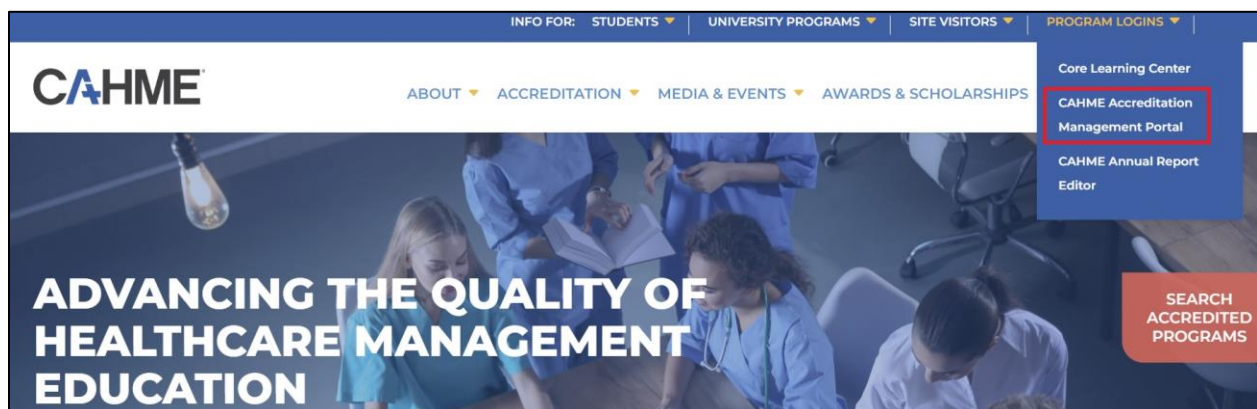 INFO FOR: STUDENTS UNIVERSITY PROGRAMS SITE VISITORS PROGRAM LOGINS
CAHME
ABOUT ACCREDITATION MEDIA & EVENTS AWARDS & SCHOLARSHIPS
Core Learning Center
CAHME Accreditation
Management Portal
CAHME Annual Report
Editor
ADVANCING THE QUALITY OF
HEALTHCARE MANAGEMENT
EDUCATION
SEARCH
ACCREDITED
PROGRAMS